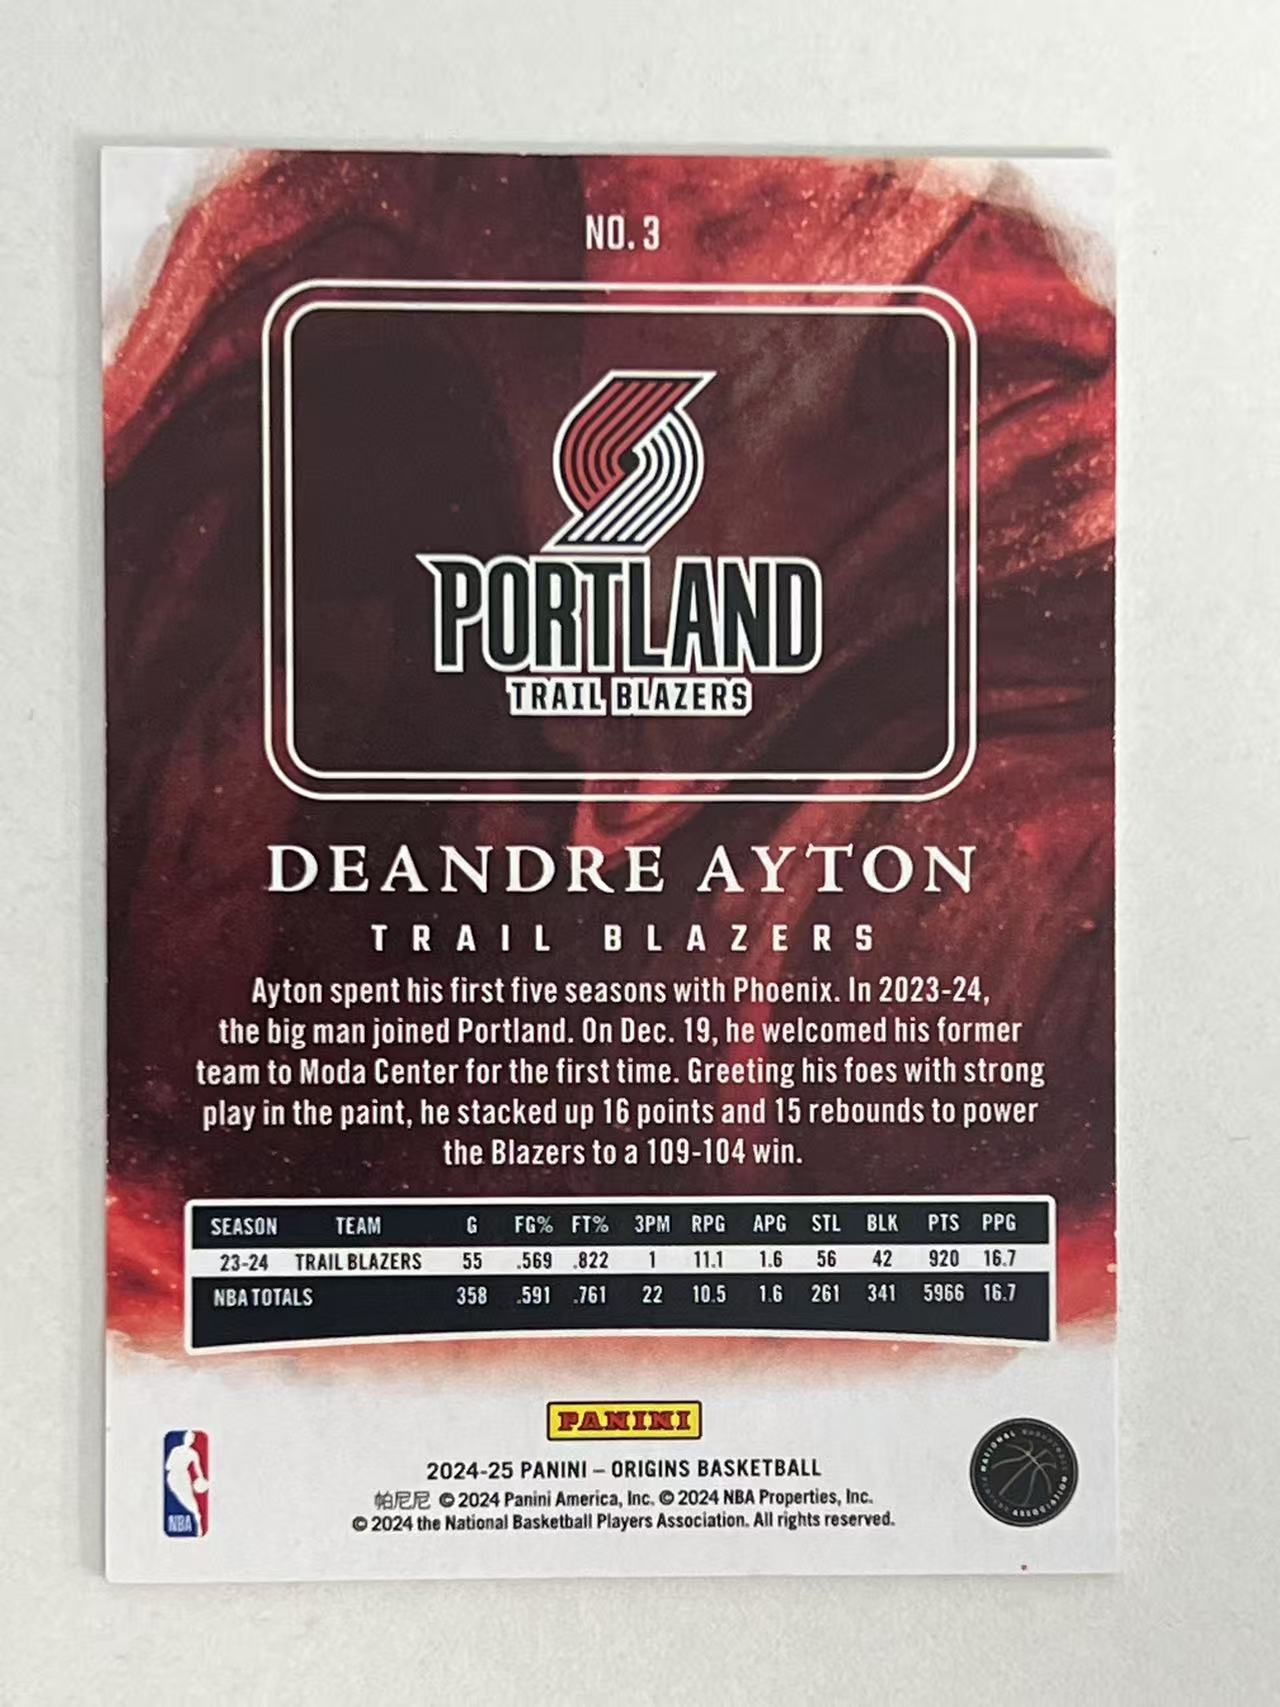 NO. 3
PORTLAND
TRAIL BLAZERS
DEANDRE AYTON
TRAIL BLAZERS
Ayton spent his first five seasons with Phoenix. In 2023-24,
the big man joined Portland. On Dec. 19, he welcomed his former
team to Moda Center for the first time. Greeting his foes with strong
play in the paint, he stacked up 16 points and 15 rebounds to power
the Blazers to a 109-104 win.
SEASON TEAM G FG% FT% 3PM RPG APG STL BLK PTS PPG
23-24 TRAIL BLAZERS 55 .569 .822 1 11.1 1.6 56 42 920 16.7
NBA TOTALS 358 .591 .761 22 10.5 1.6 261 341 5966 16.7
PANINI
2024-25 PANINI – ORIGINS BASKETBALL
帕尼尼 © 2024 Panini America, Inc. © 2024 NBA Properties, Inc.
© 2024 the National Basketball Players Association. All rights reserved.
NBA
NATIONAL BASKETBALL PLAYERS ASSOCIATION